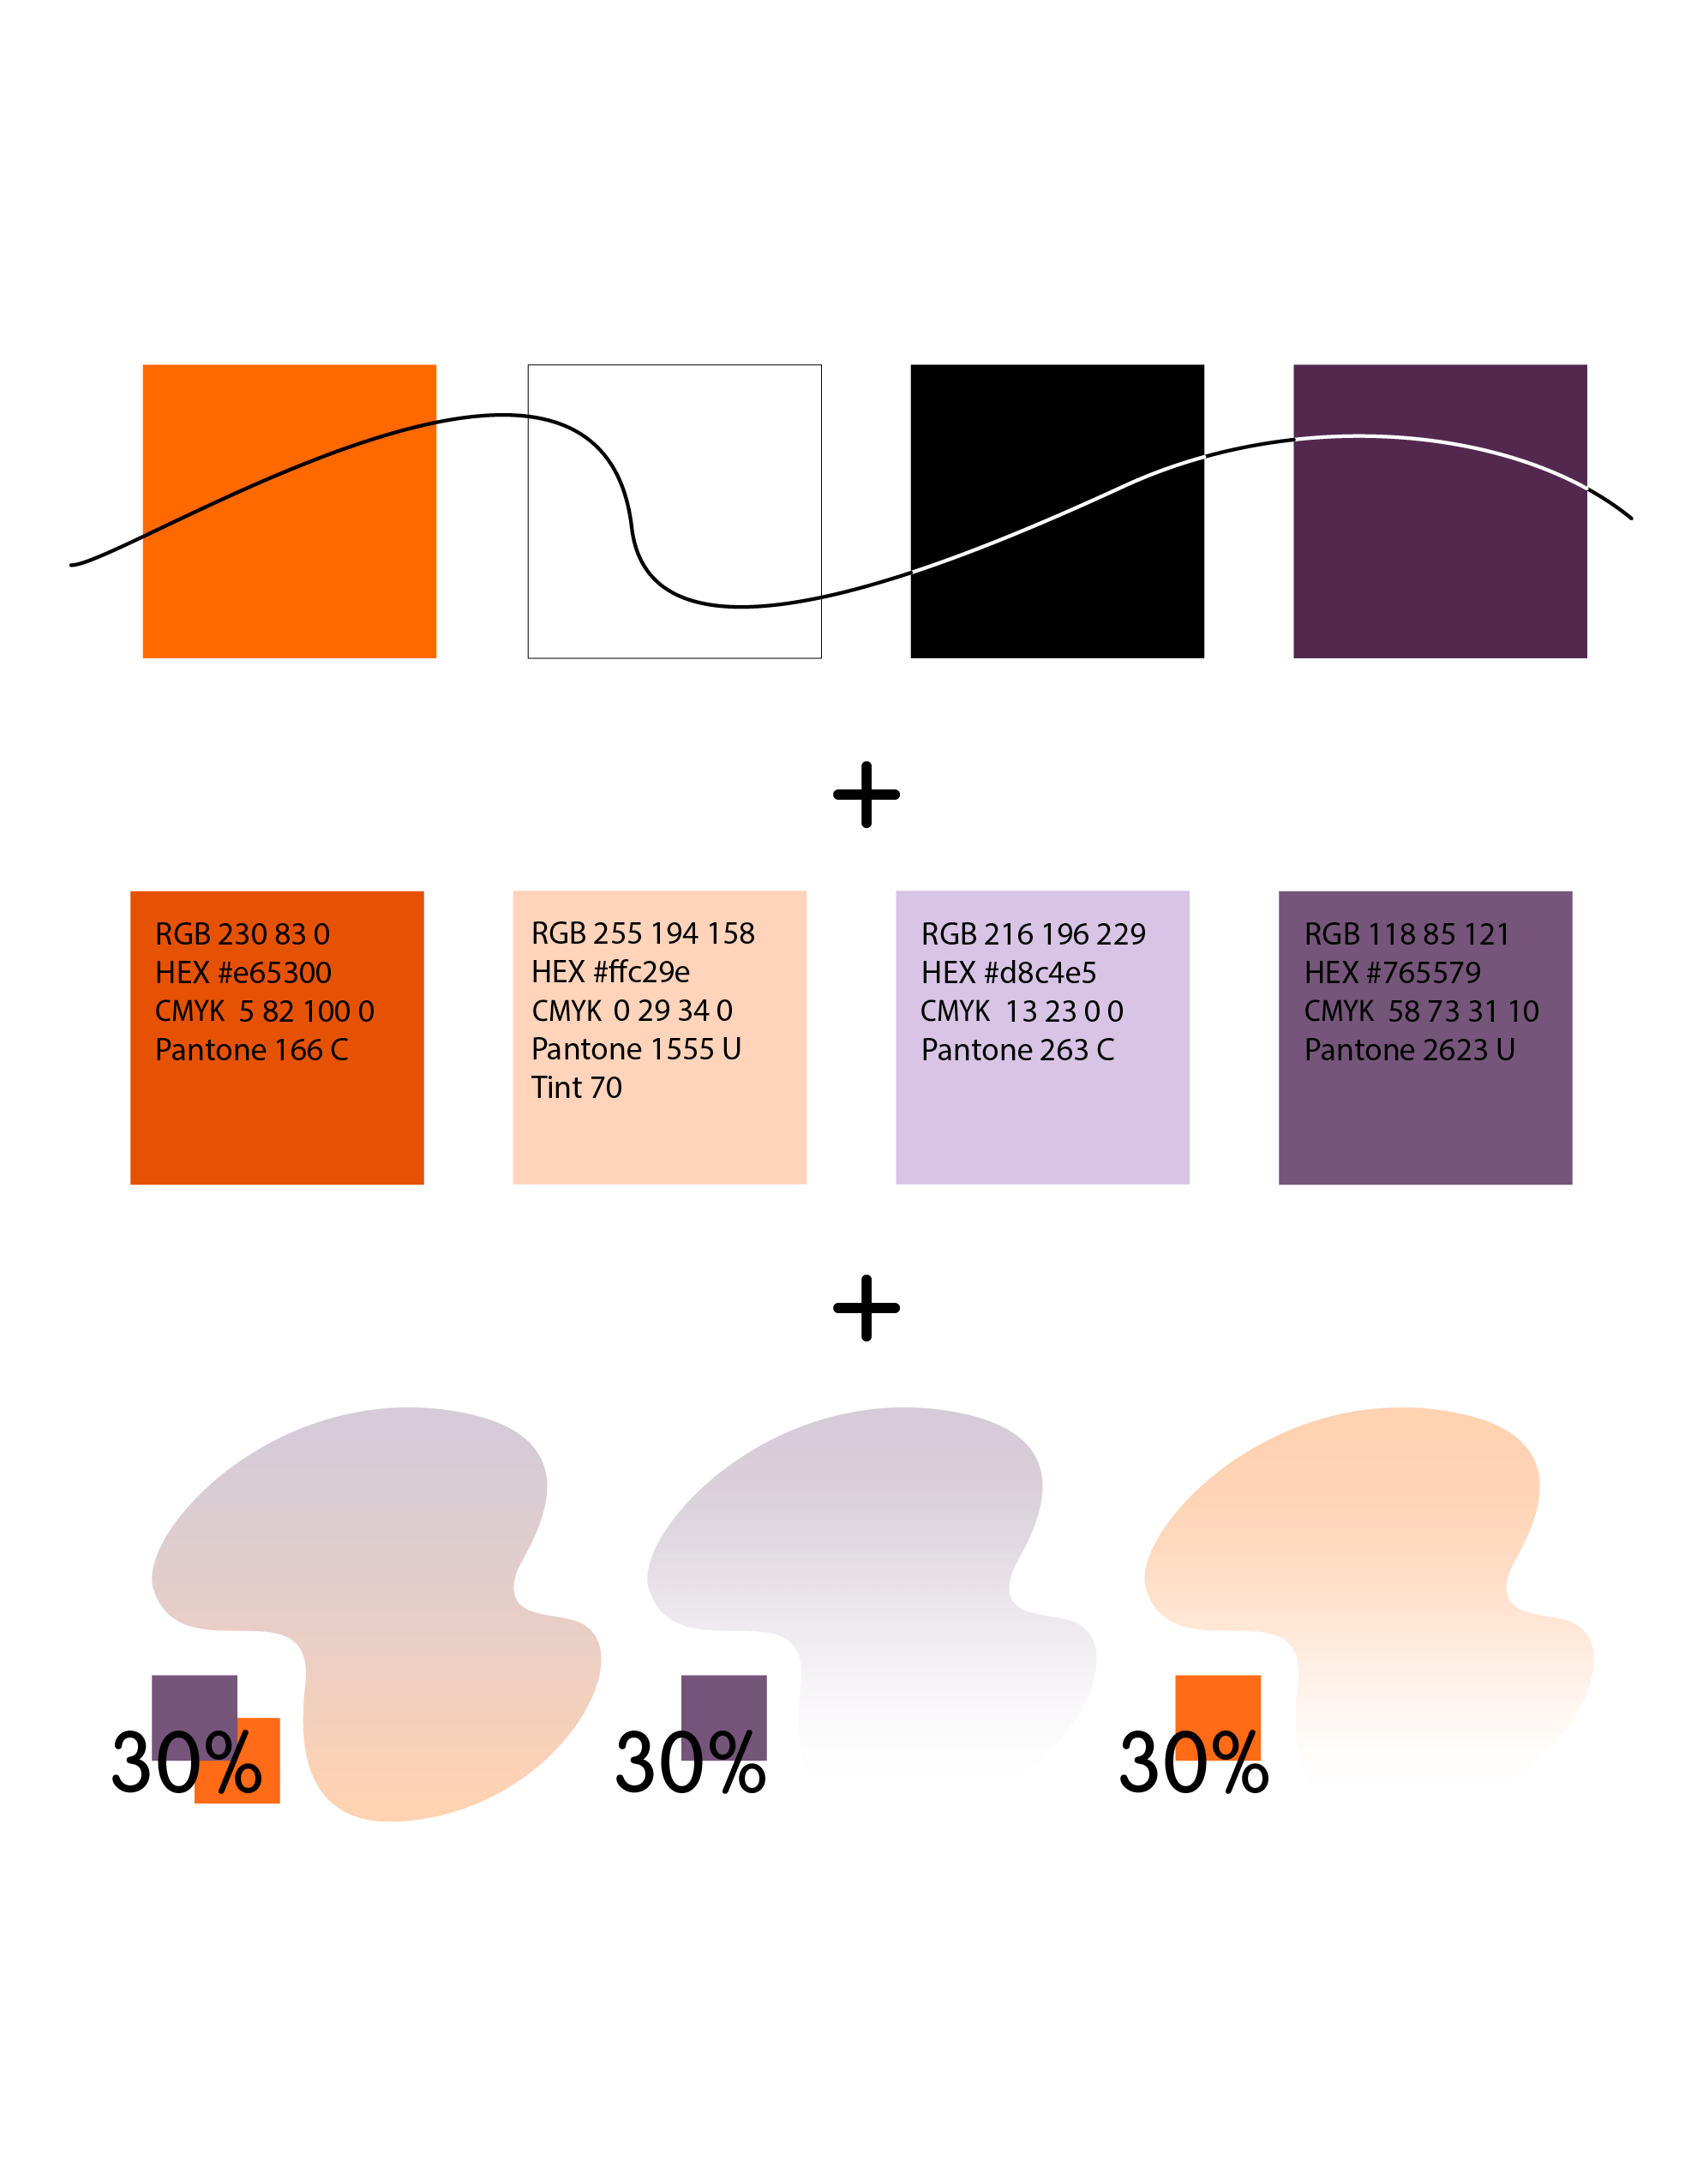 RGB 230 83 0
HEX #e65300
CMYK 5 82 100 0
Pantone 166 C
RGB 255 194 158
HEX #ffc29e
CMYK 0 29 34 0
Pantone 1555 U
Tint 70
RGB 216 196 229
HEX #d8c4e5
CMYK 13 23 0 0
Pantone 263 C
RGB 118 85 121
HEX #765579
CMYK 58 73 31 10
Pantone 2623 U
30%
30%
30%